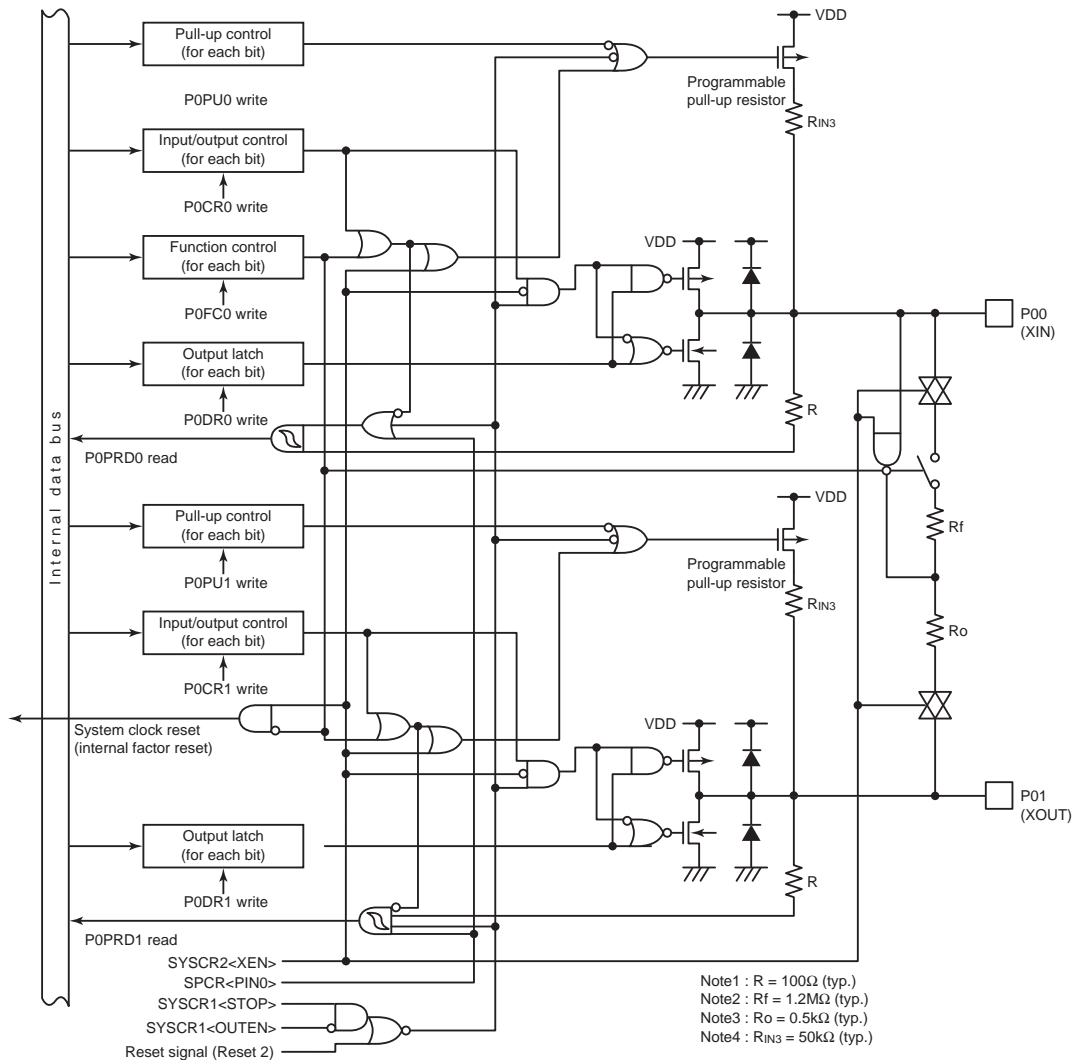 VDD
Pull-up control
(for each bit)
Programmable
pull-up resistor
P0PU0 write
RIN3
Input/output control
(for each bit)
P0CR0 write
Function control
(for each bit)
VDD
P0FC0 write
P00
(XIN)
Output latch
(for each bit)
P0DR0 write
R
P0PRD0 read
Internal data bus
VDD
Pull-up control
(for each bit)
Rf
Programmable
pull-up resistor
P0PU1 write
RIN3
Input/output control
(for each bit)
Ro
P0CR1 write
System clock reset
(internal factor reset)
VDD
P01
(XOUT)
Output latch
(for each bit)
R
P0DR1 write
P0PRD1 read
SYSCR2<XEN>
SPCR<PIN0>
SYSCR1<STOP>
SYSCR1<OUTEN>
Reset signal (Reset 2)
Note1 : R = 100Ω (typ.)
Note2 : Rf = 1.2MΩ (typ.)
Note3 : Ro = 0.5kΩ (typ.)
Note4 : RIN3 = 50kΩ (typ.)